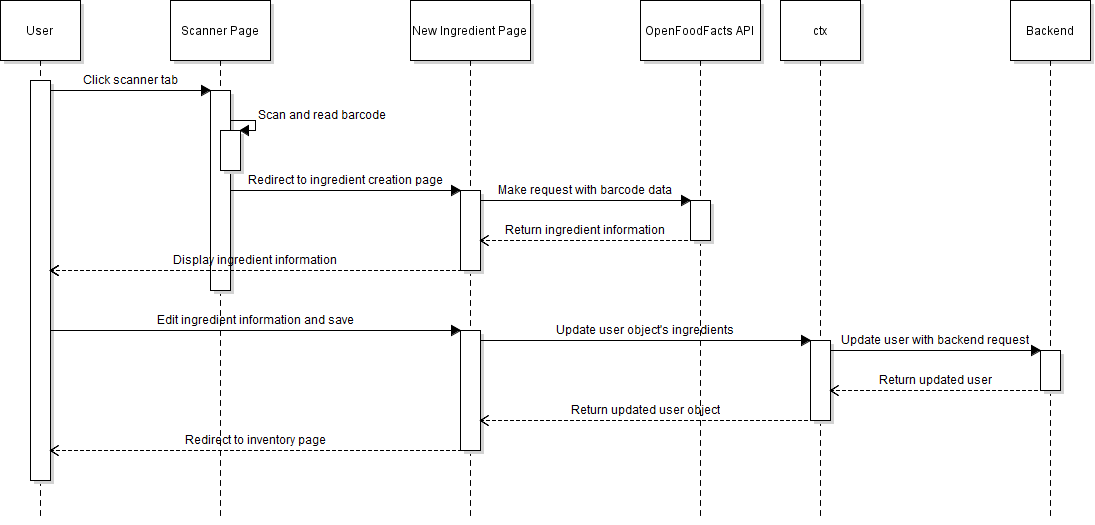 User
Scanner Page
New Ingredient Page
OpenFoodFacts API
ctx
Backend
Click scanner tab
Scan and read barcode
Redirect to ingredient creation page
Make request with barcode data
Return ingredient information
Display ingredient information
Edit ingredient information and save
Update user object's ingredients
Update user with backend request
Return updated user
Return updated user object
Redirect to inventory page